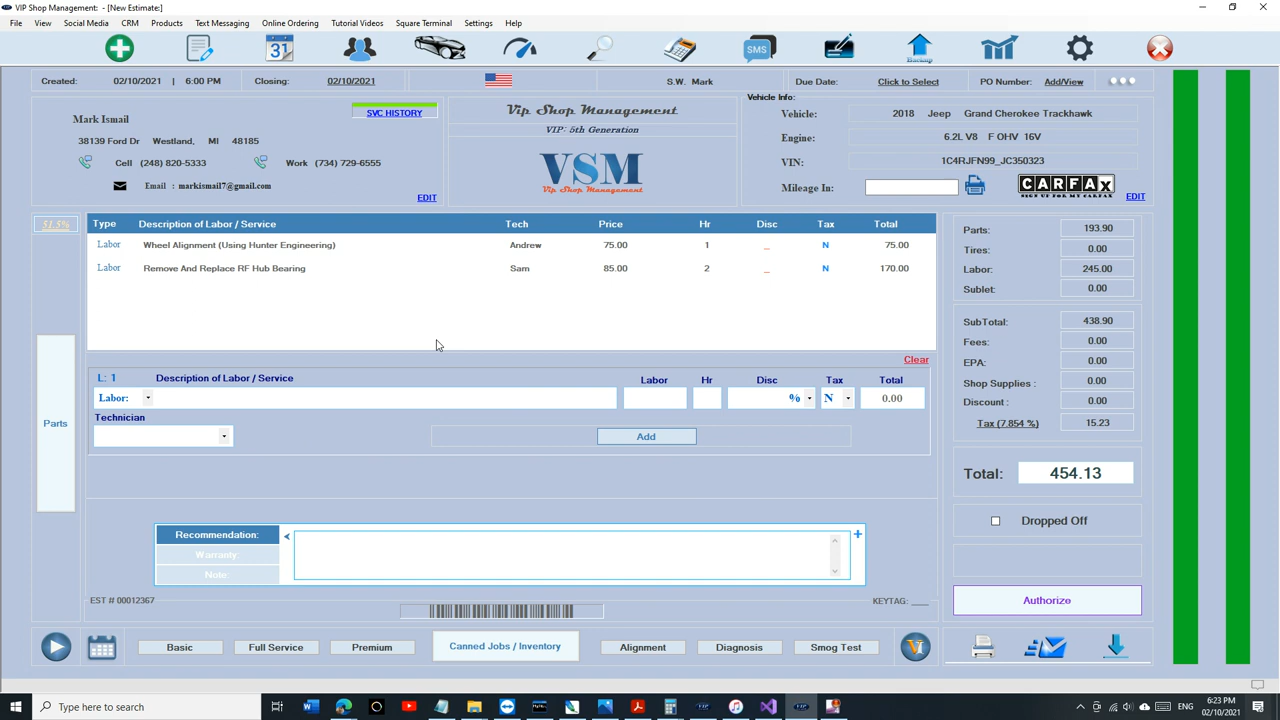 VIP Shop Management: - [New Estimate:]
File View Social Media CRM Products Text Messaging Online Ordering Tutorial Videos Square Terminal Settings Help
31 SMS Backup
Created: 02/10/2021 | 6:00 PM Closing: 02/10/2021 S.W. Mark Due Date: Click to Select PO Number: Add/View
Mark Ismail
SVC HISTORY
38139 Ford Dr Westland, MI 48185
Cell (248) 820-5333 Work (734) 729-6555
Email : markismail7@gmail.com
EDIT
Vip Shop Management
VIP: 5th Generation
VSM
Vip Shop Management
Vehicle Info:
Vehicle: 2018 Jeep Grand Cherokee Trackhawk
Engine: 6.2L V8 F OHV 16V
VIN: 1C4RJFN99_JC350323
Mileage In: CARFAX
SIGN UP FOR MY CARFAX
EDIT
51.5%
Parts
Type Description of Labor / Service Tech Price Hr Disc Tax Total
Labor Wheel Alignment (Using Hunter Engineering) Andrew 75.00 1 _ N 75.00
Labor Remove And Replace RF Hub Bearing Sam 85.00 2 _ N 170.00
Clear
L: 1 Description of Labor / Service Labor Hr Disc Tax Total
Labor: % N 0.00
Technician
Add
Recommendation: < +
Warranty:
Note:
EST # 00012367
KEYTAG: ___
Parts: 193.90
Tires: 0.00
Labor: 245.00
Sublet: 0.00
SubTotal: 438.90
Fees: 0.00
EPA: 0.00
Shop Supplies : 0.00
Discount : 0.00
Tax (7.854 %) 15.23
Total: 454.13
Dropped Off
Authorize
Basic Full Service Premium Canned Jobs / Inventory Alignment Diagnosis Smog Test
Type here to search
ENG
6:23 PM
02/10/2021